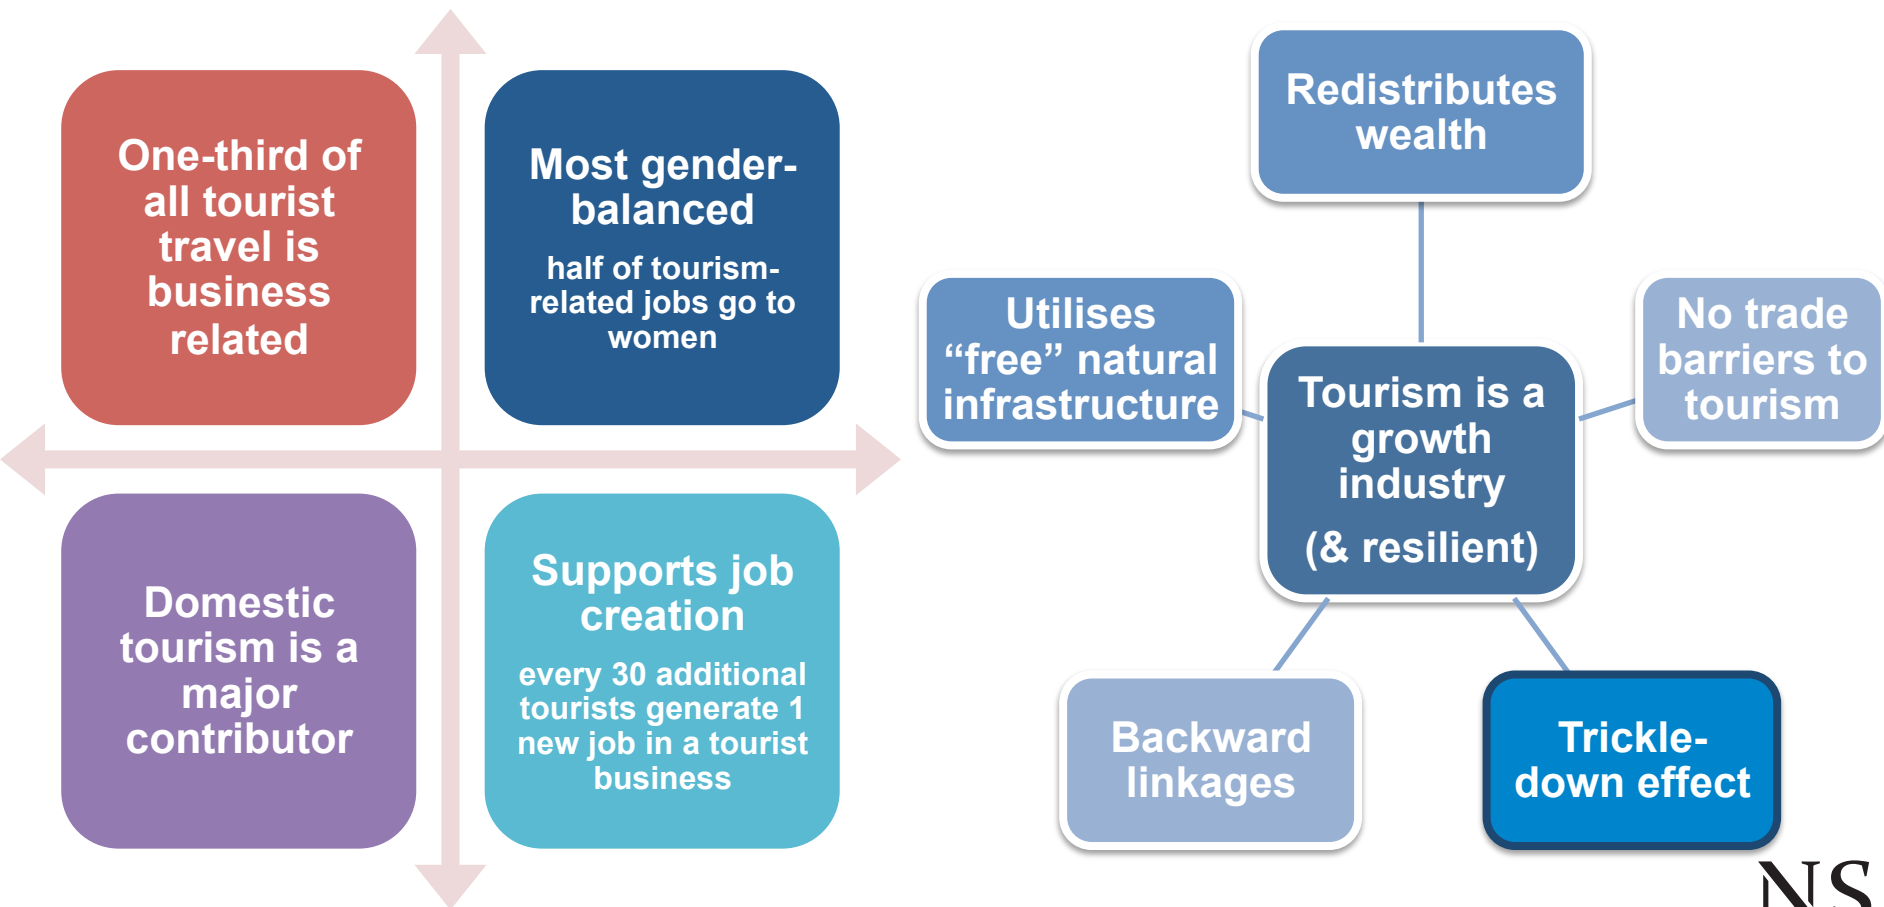 One-third of
all tourist
travel is
business
related
Most gender-
balanced
half of tourism-
related jobs go to
women
Domestic
tourism is a
major
contributor
Supports job
creation
every 30 additional
tourists generate 1
new job in a tourist
business
Redistributes
wealth
Utilises
“free” natural
infrastructure
No trade
barriers to
tourism
Tourism is a
growth
industry
(& resilient)
Backward
linkages
Trickle-
down effect
NS